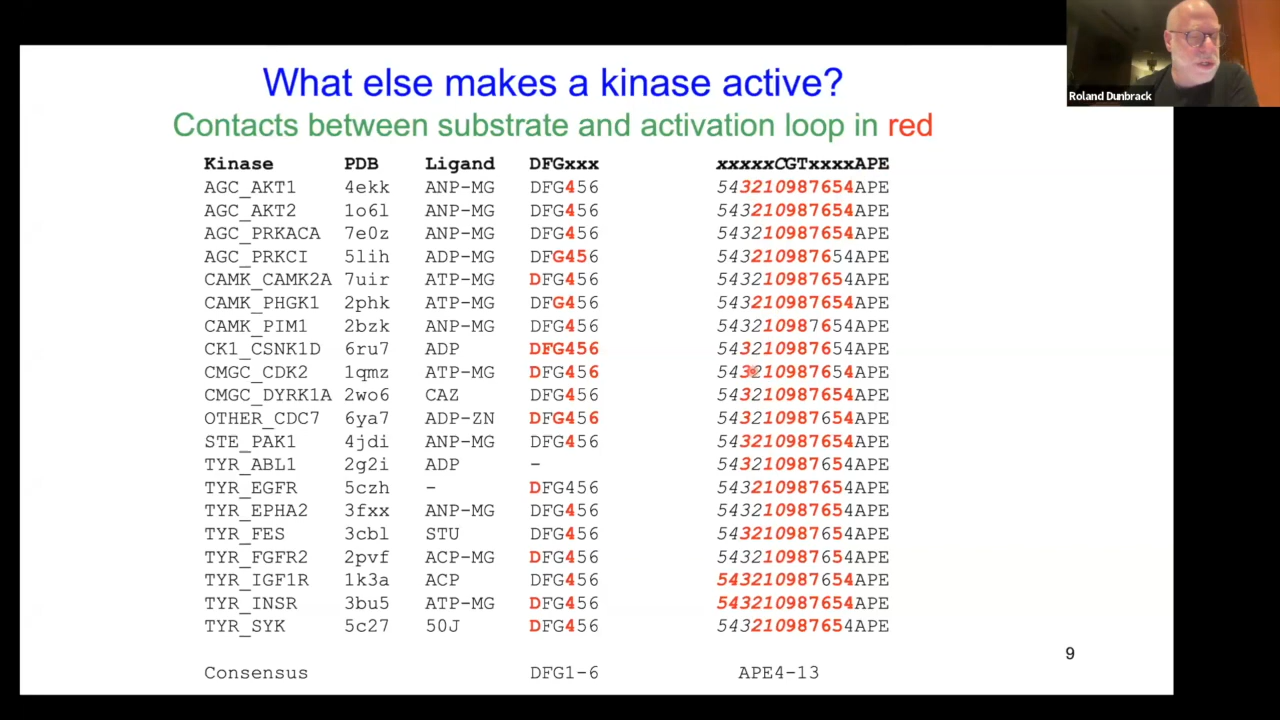 What else makes a kinase active?
Contacts between substrate and activation loop in red
Roland Dunbrack
Kinase PDB Ligand DFGxxx xxxxxCGTxxxxAPE
AGC_AKT1 4ekk ANP-MG DFG456 543210987654APE
AGC_AKT2 1o6l ANP-MG DFG456 543210987654APE
AGC_PRKACA 7e0z ANP-MG DFG456 543210987654APE
AGC_PRKCI 5lih ADP-MG DFG456 543210987654APE
CAMK_CAMK2A 7uir ATP-MG DFG456 543210987654APE
CAMK_PHGK1 2phk ATP-MG DFG456 543210987654APE
CAMK_PIM1 2bzk ANP-MG DFG456 543210987654APE
CK1_CSNK1D 6ru7 ADP DFG456 543210987654APE
CMGC_CDK2 1qmz ATP-MG DFG456 543210987654APE
CMGC_DYRK1A 2wo6 CAZ DFG456 543210987654APE
OTHER_CDC7 6ya7 ADP-ZN DFG456 543210987654APE
STE_PAK1 4jdi ANP-MG DFG456 543210987654APE
TYR_ABL1 2g2i ADP - 543210987654APE
TYR_EGFR 5czh - DFG456 543210987654APE
TYR_EPHA2 3fxx ANP-MG DFG456 543210987654APE
TYR_FES 3cbl STU DFG456 543210987654APE
TYR_FGFR2 2pvf ACP-MG DFG456 543210987654APE
TYR_IGF1R 1k3a ACP DFG456 543210987654APE
TYR_INSR 3bu5 ATP-MG DFG456 543210987654APE
TYR_SYK 5c27 50J DFG456 543210987654APE
9
Consensus DFG1-6 APE4-13